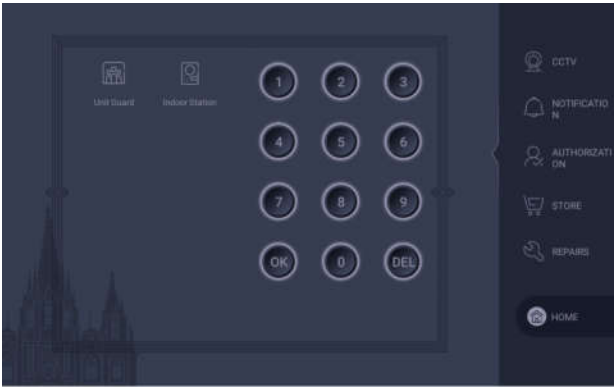 Unit Guard
Indoor Station
1 2 3
4 5 6
7 8 9
OK 0 DEL
CCTV
NOTIFICATIO
N
AUTHORIZATI
ON
STORE
REPAIRS
HOME